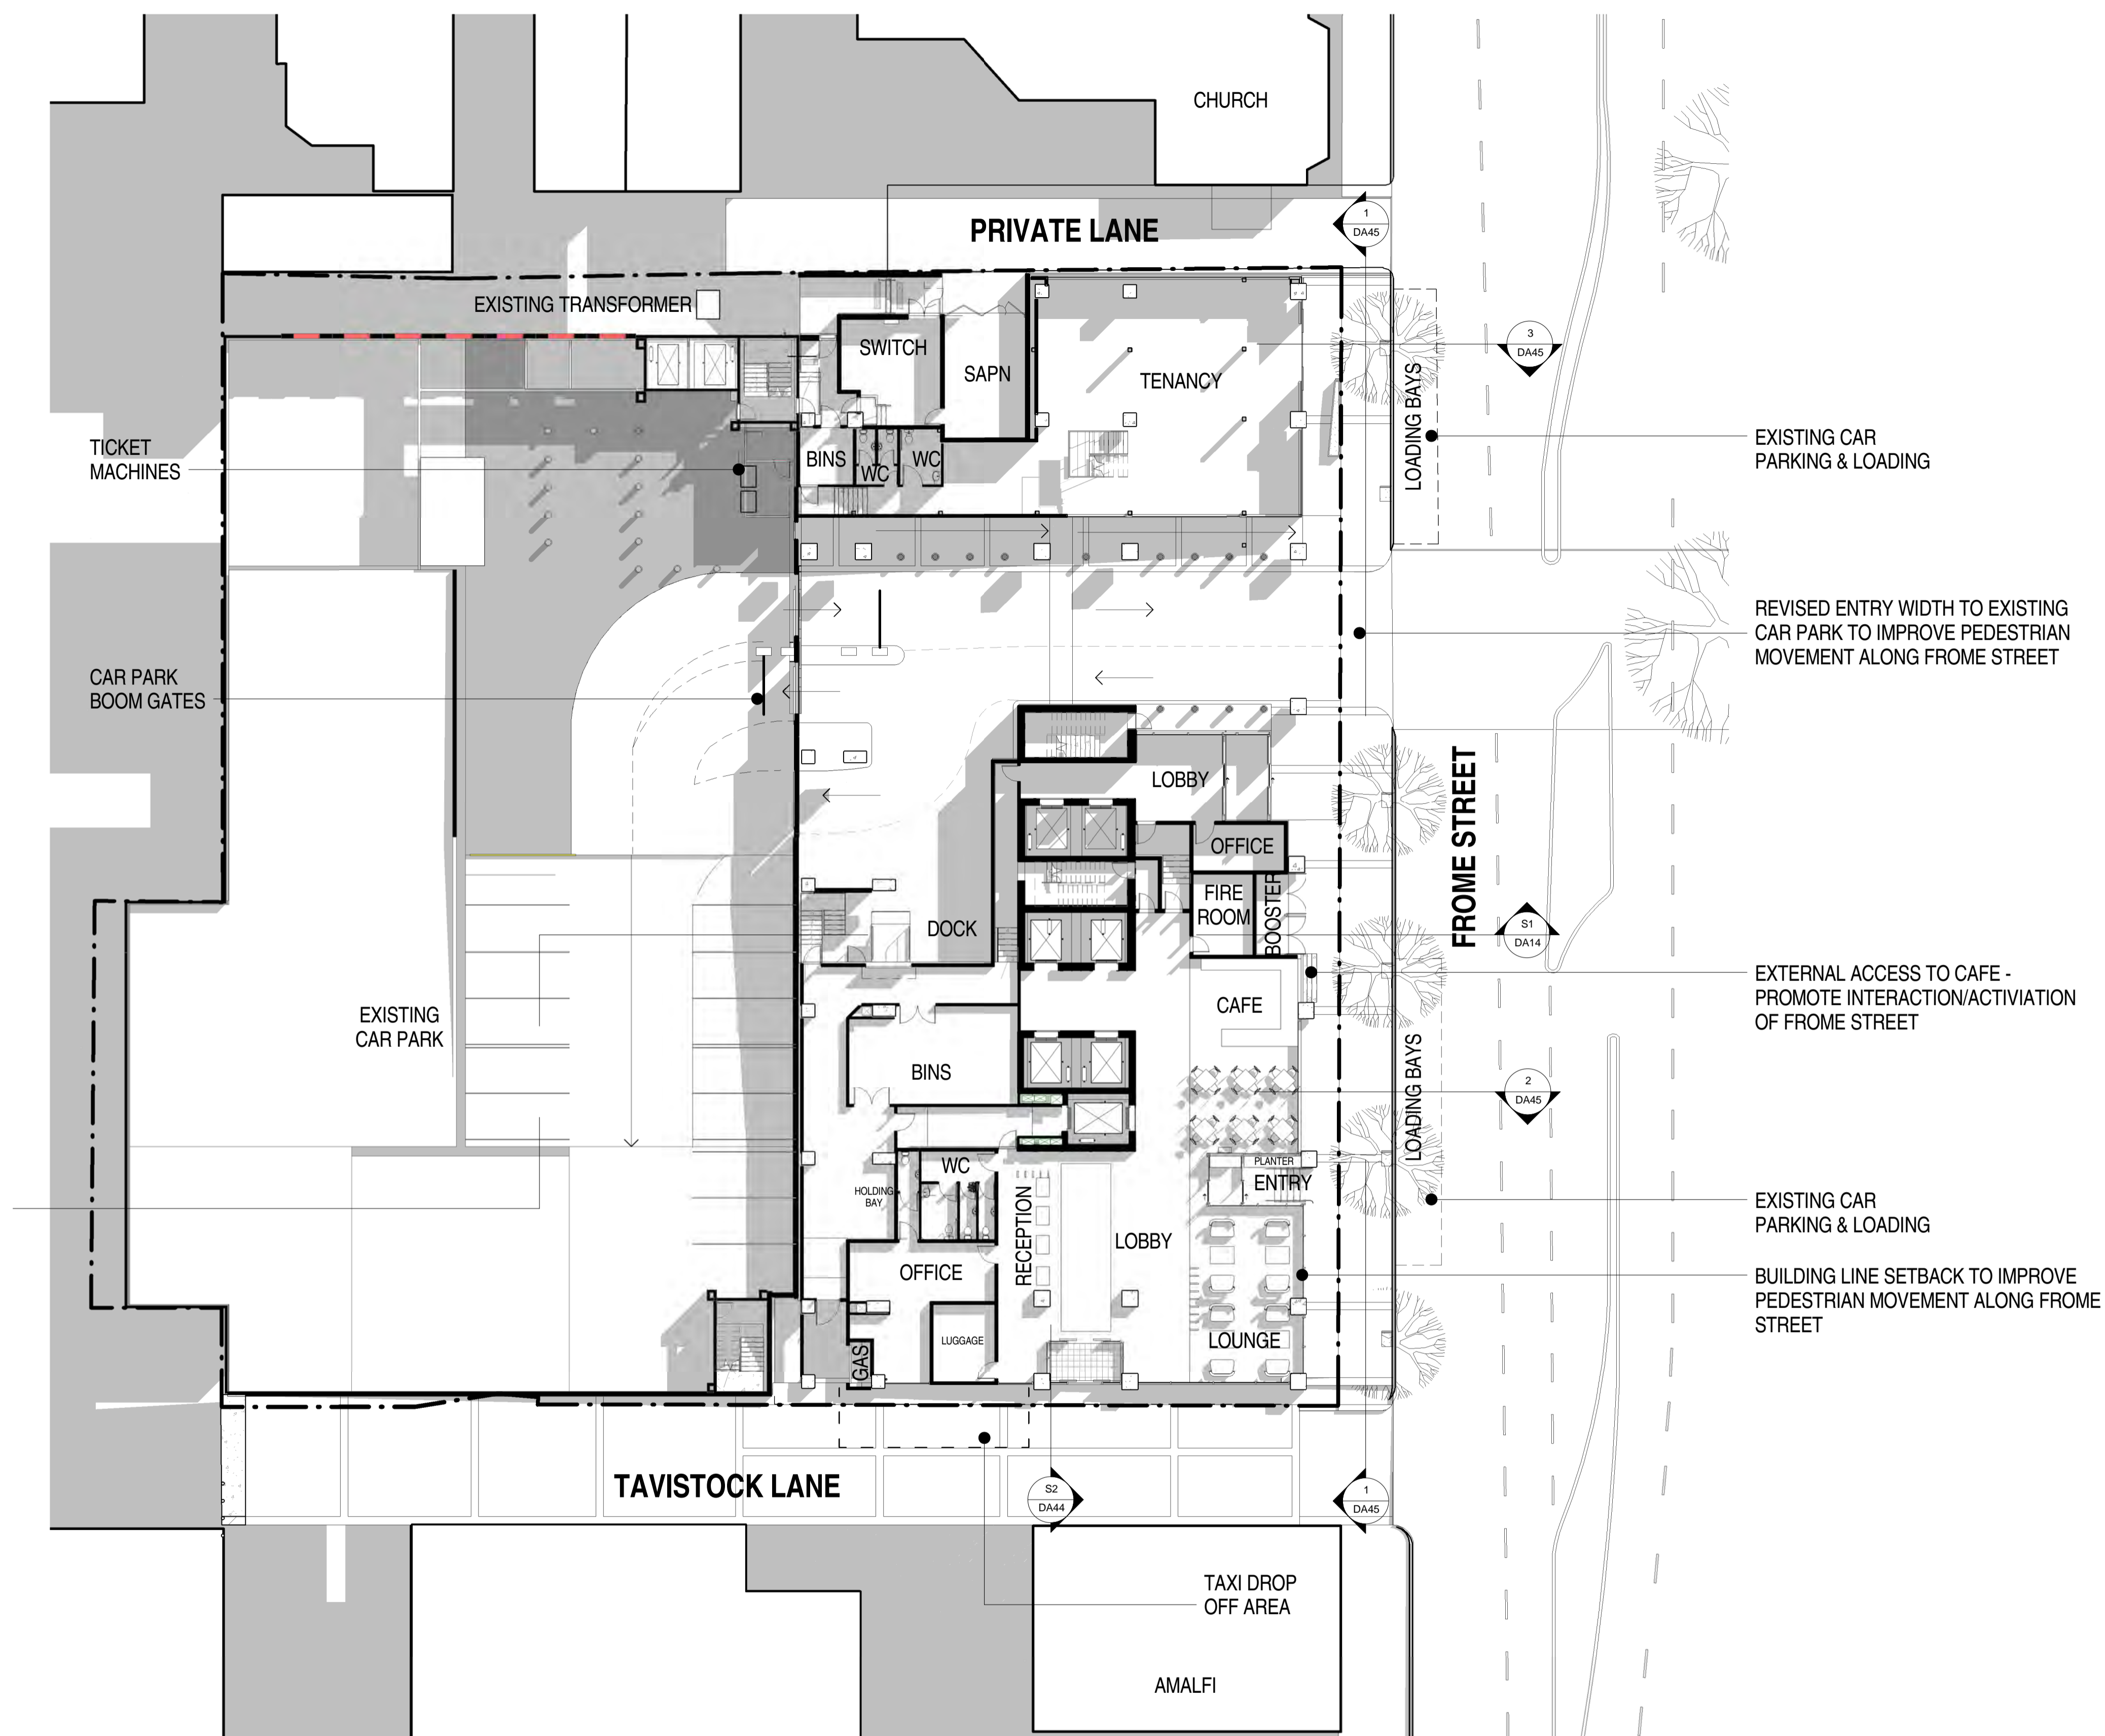 CHURCH
PRIVATE LANE
1
DA45
EXISTING TRANSFORMER
SWITCH
SAPN
TENANCY
3
DA45
LOADING BAYS
TICKET
MACHINES
BINS
WC
WC
EXISTING CAR
PARKING & LOADING
REVISED ENTRY WIDTH TO EXISTING
CAR PARK TO IMPROVE PEDESTRIAN
MOVEMENT ALONG FROME STREET
CAR PARK
BOOM GATES
LOBBY
FROME STREET
OFFICE
FIRE
ROOM
BOOSTER
DOCK
S1
DA14
EXTERNAL ACCESS TO CAFE -
PROMOTE INTERACTION/ACTIVIATION
OF FROME STREET
CAFE
EXISTING
CAR PARK
BINS
2
DA45
LOADING BAYS
WC
PLANTER
ENTRY
HOLDING
BAY
RECEPTION
LOBBY
EXISTING CAR
PARKING & LOADING
OFFICE
BUILDING LINE SETBACK TO IMPROVE
PEDESTRIAN MOVEMENT ALONG FROME
STREET
LUGGAGE
LOUNGE
GAS
TAVISTOCK LANE
S2
DA44
1
DA45
TAXI DROP
OFF AREA
AMALFI